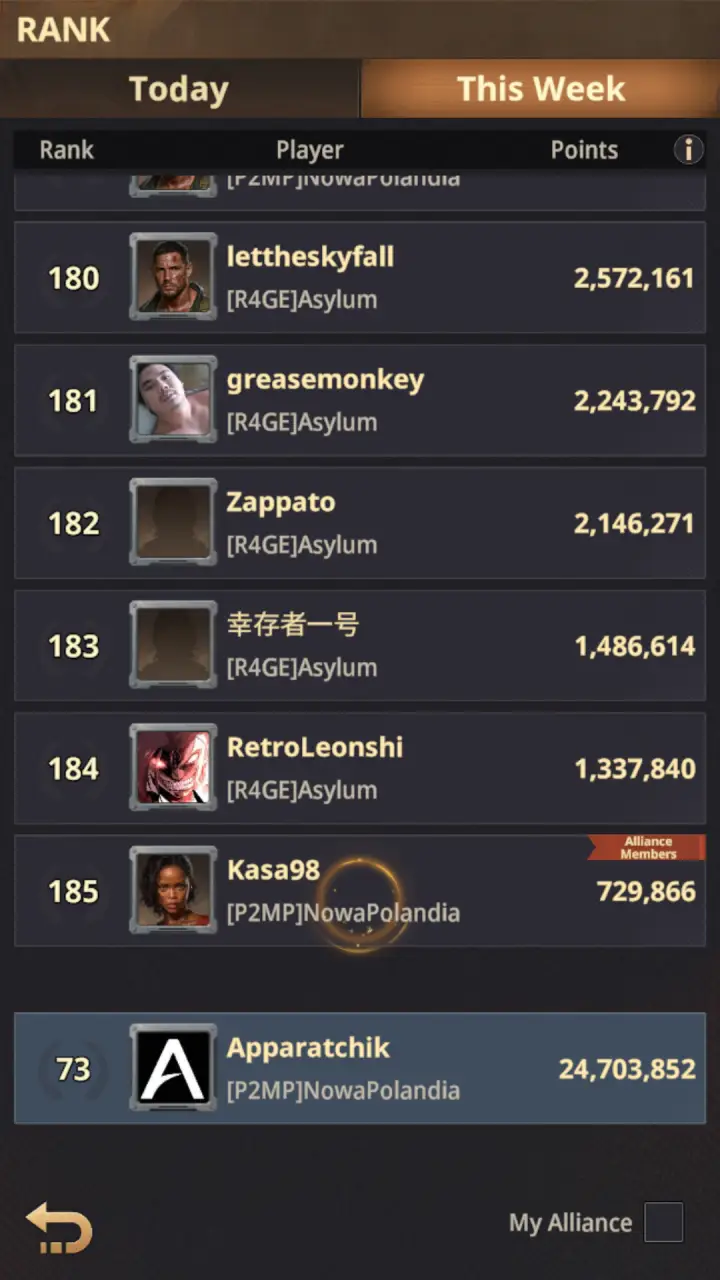 RANK
Today
This Week
Rank
Player
Points
[P2MP]NowaPolandia
180
lettheskyfall
[R4GE]Asylum
2,572,161
181
greasemonkey
[R4GE]Asylum
2,243,792
182
Zappato
[R4GE]Asylum
2,146,271
183
幸存者一号
[R4GE]Asylum
1,486,614
184
RetroLeonshi
[R4GE]Asylum
1,337,840
Alliance
Members
185
Kasa98
[P2MP]NowaPolandia
729,866
73
Apparatchik
[P2MP]NowaPolandia
24,703,852
My Alliance